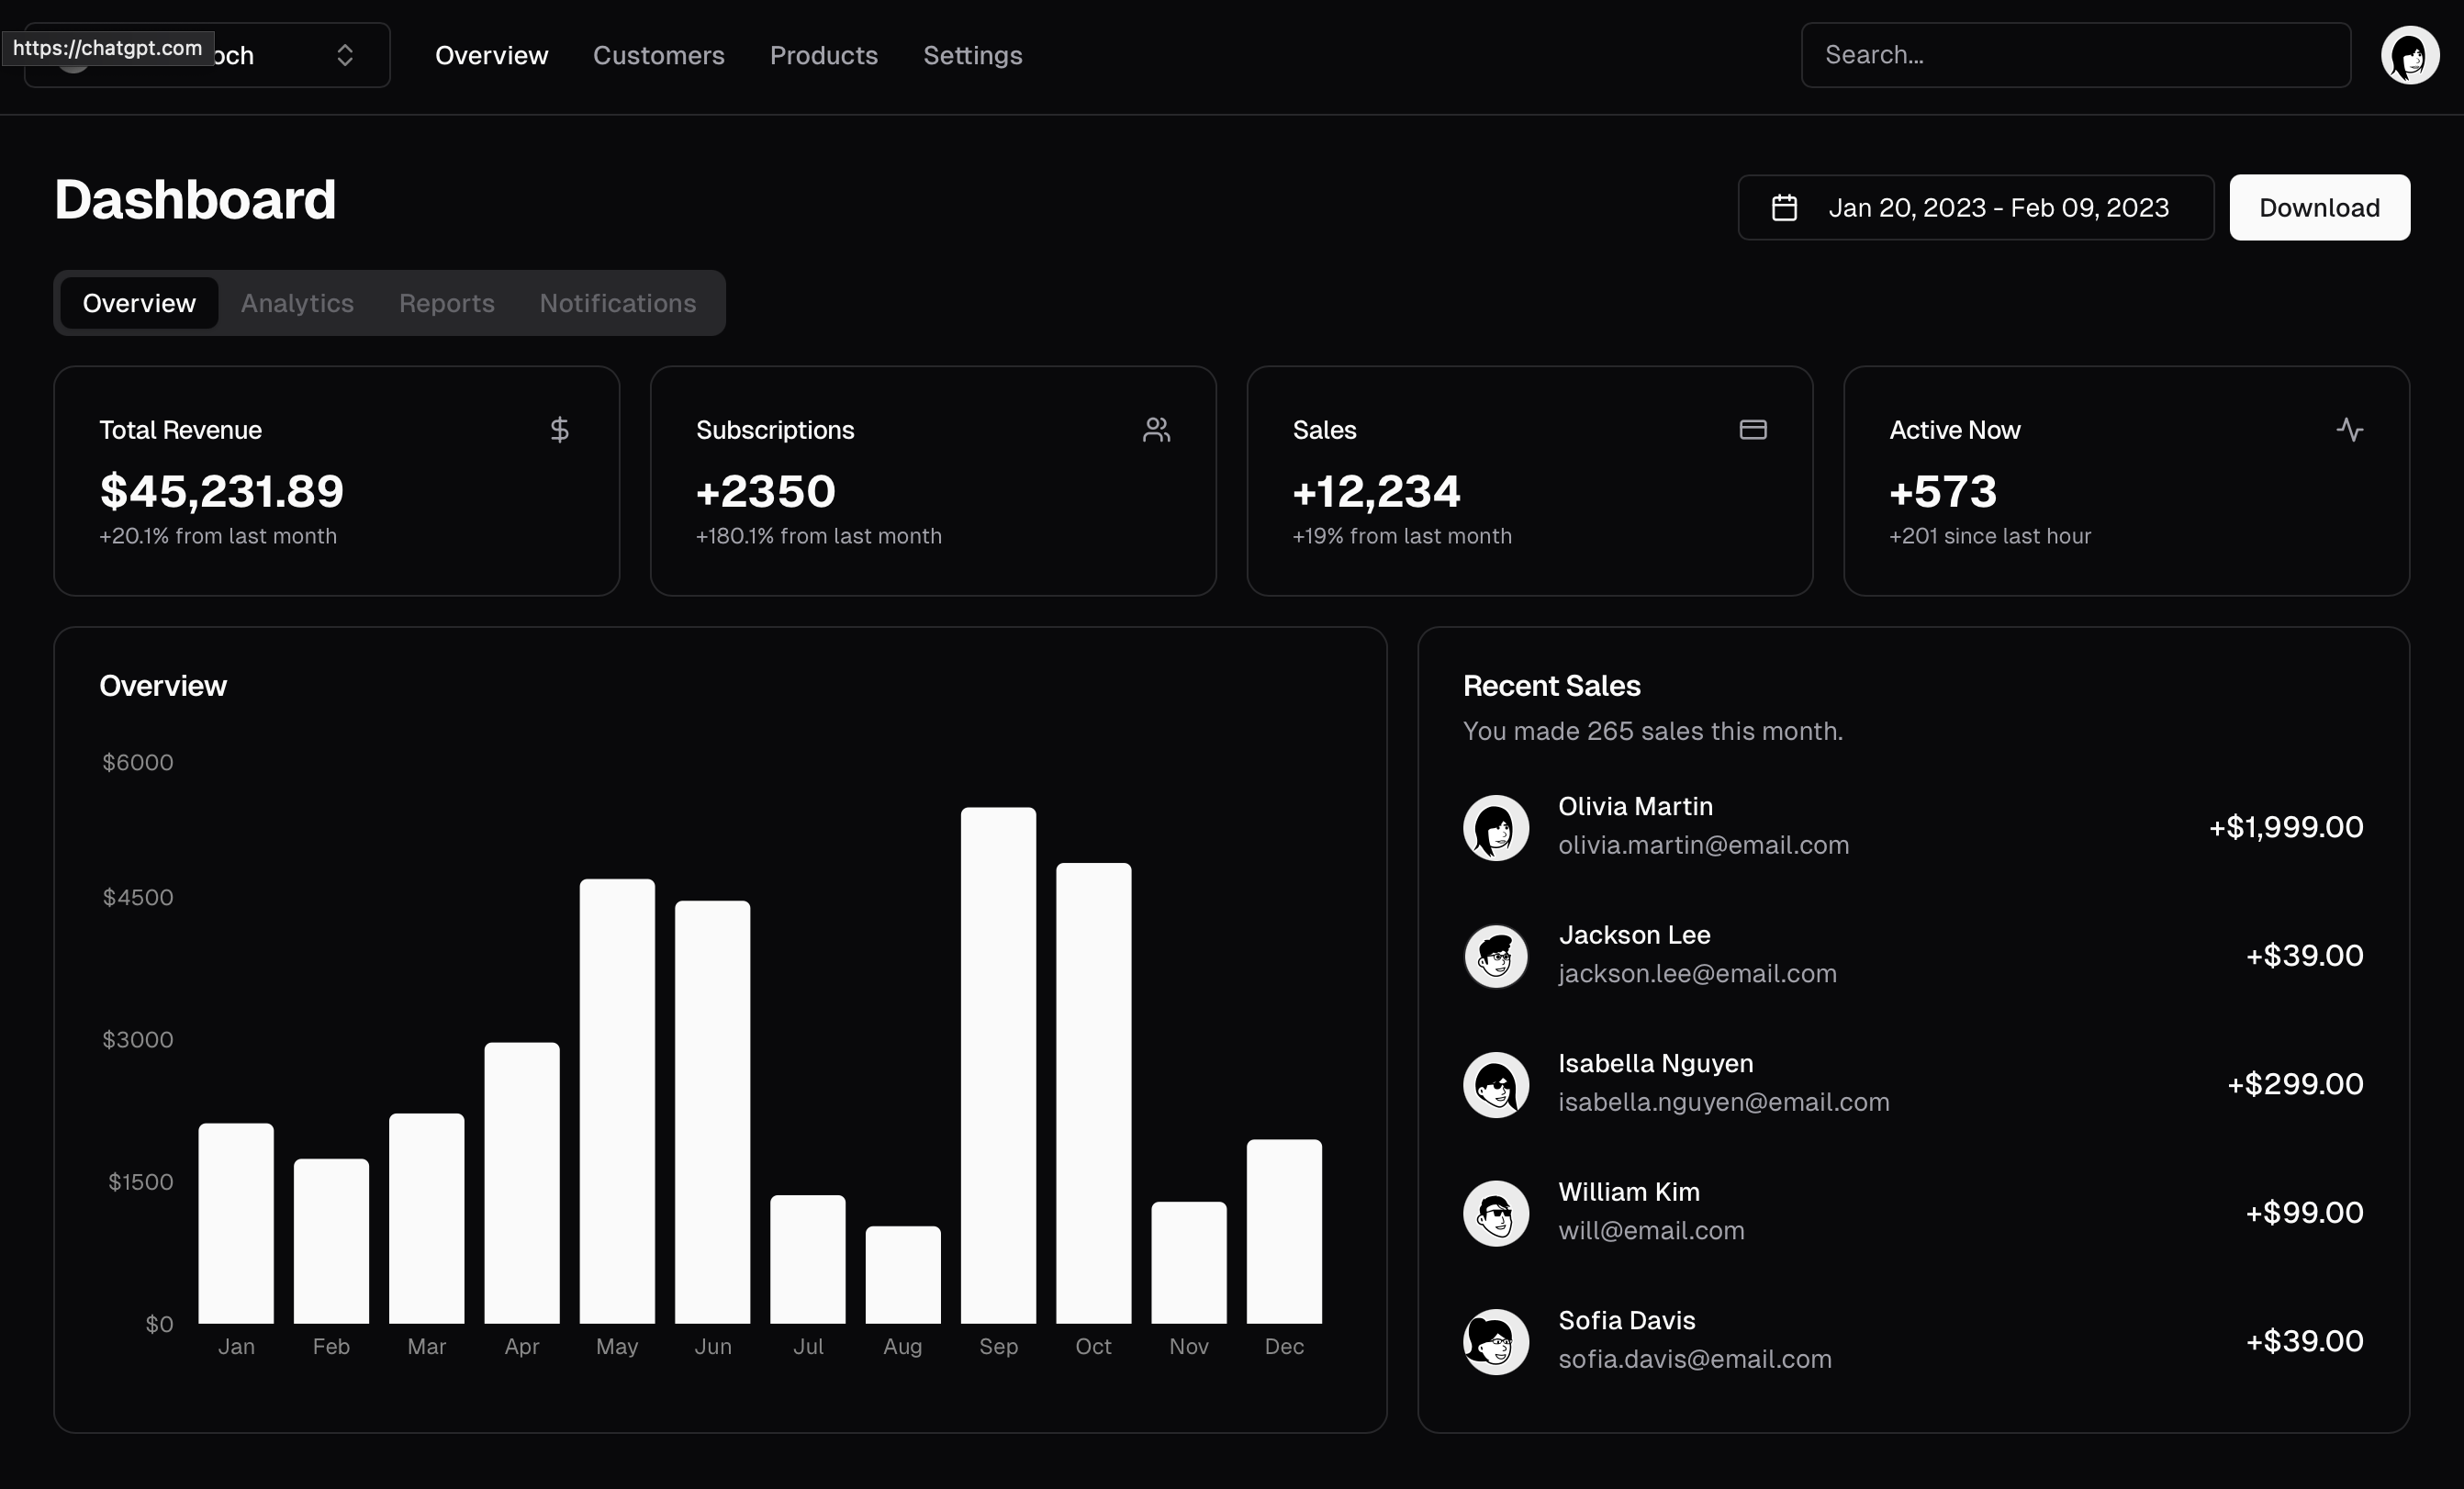 https://chatgpt.com
Overview
Customers
Products
Settings
Search...
Dashboard
Jan 20, 2023 - Feb 09, 2023
Download
Overview
Analytics
Reports
Notifications
Total Revenue
$45,231.89
+20.1% from last month
Subscriptions
+2350
+180.1% from last month
Sales
+12,234
+19% from last month
Active Now
+573
+201 since last hour
Overview
$6000
$4500
$3000
$1500
$0
Jan Feb Mar Apr May Jun Jul Aug Sep Oct Nov Dec
Recent Sales
You made 265 sales this month.
Olivia Martin
olivia.martin@email.com
+$1,999.00
Jackson Lee
jackson.lee@email.com
+$39.00
Isabella Nguyen
isabella.nguyen@email.com
+$299.00
William Kim
will@email.com
+$99.00
Sofia Davis
sofia.davis@email.com
+$39.00